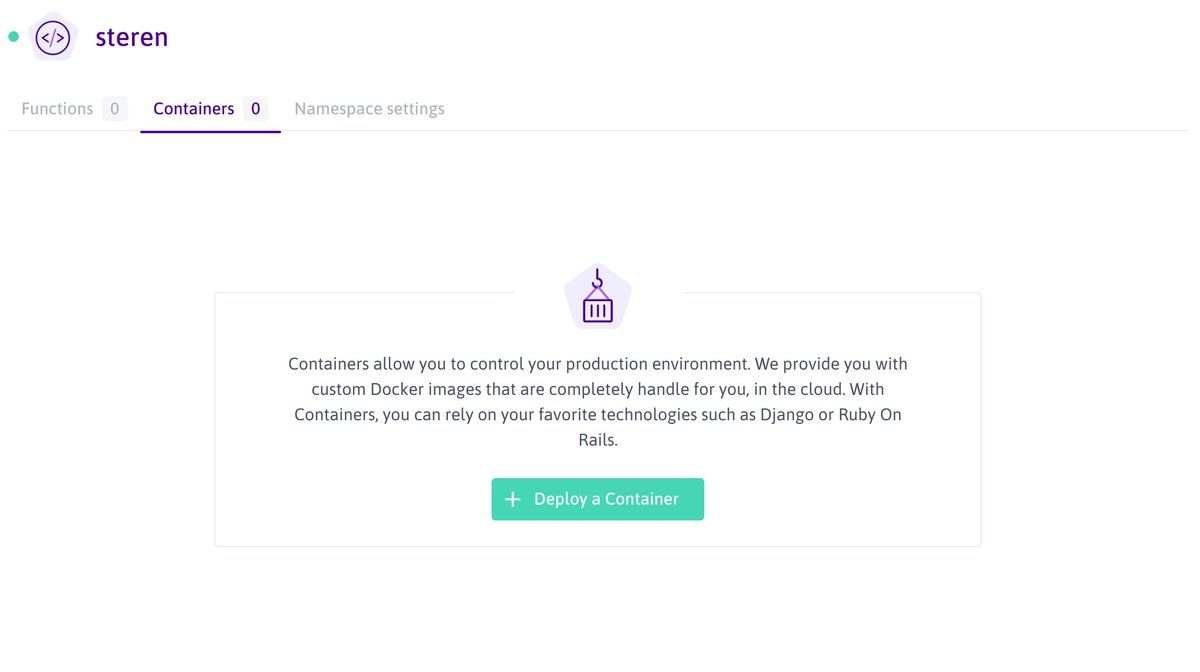 </> steren
Functions 0 Containers 0 Namespace settings
Containers allow you to control your production environment. We provide you with
custom Docker images that are completely handle for you, in the cloud. With
Containers, you can rely on your favorite technologies such as Django or Ruby On
Rails.
+ Deploy a Container